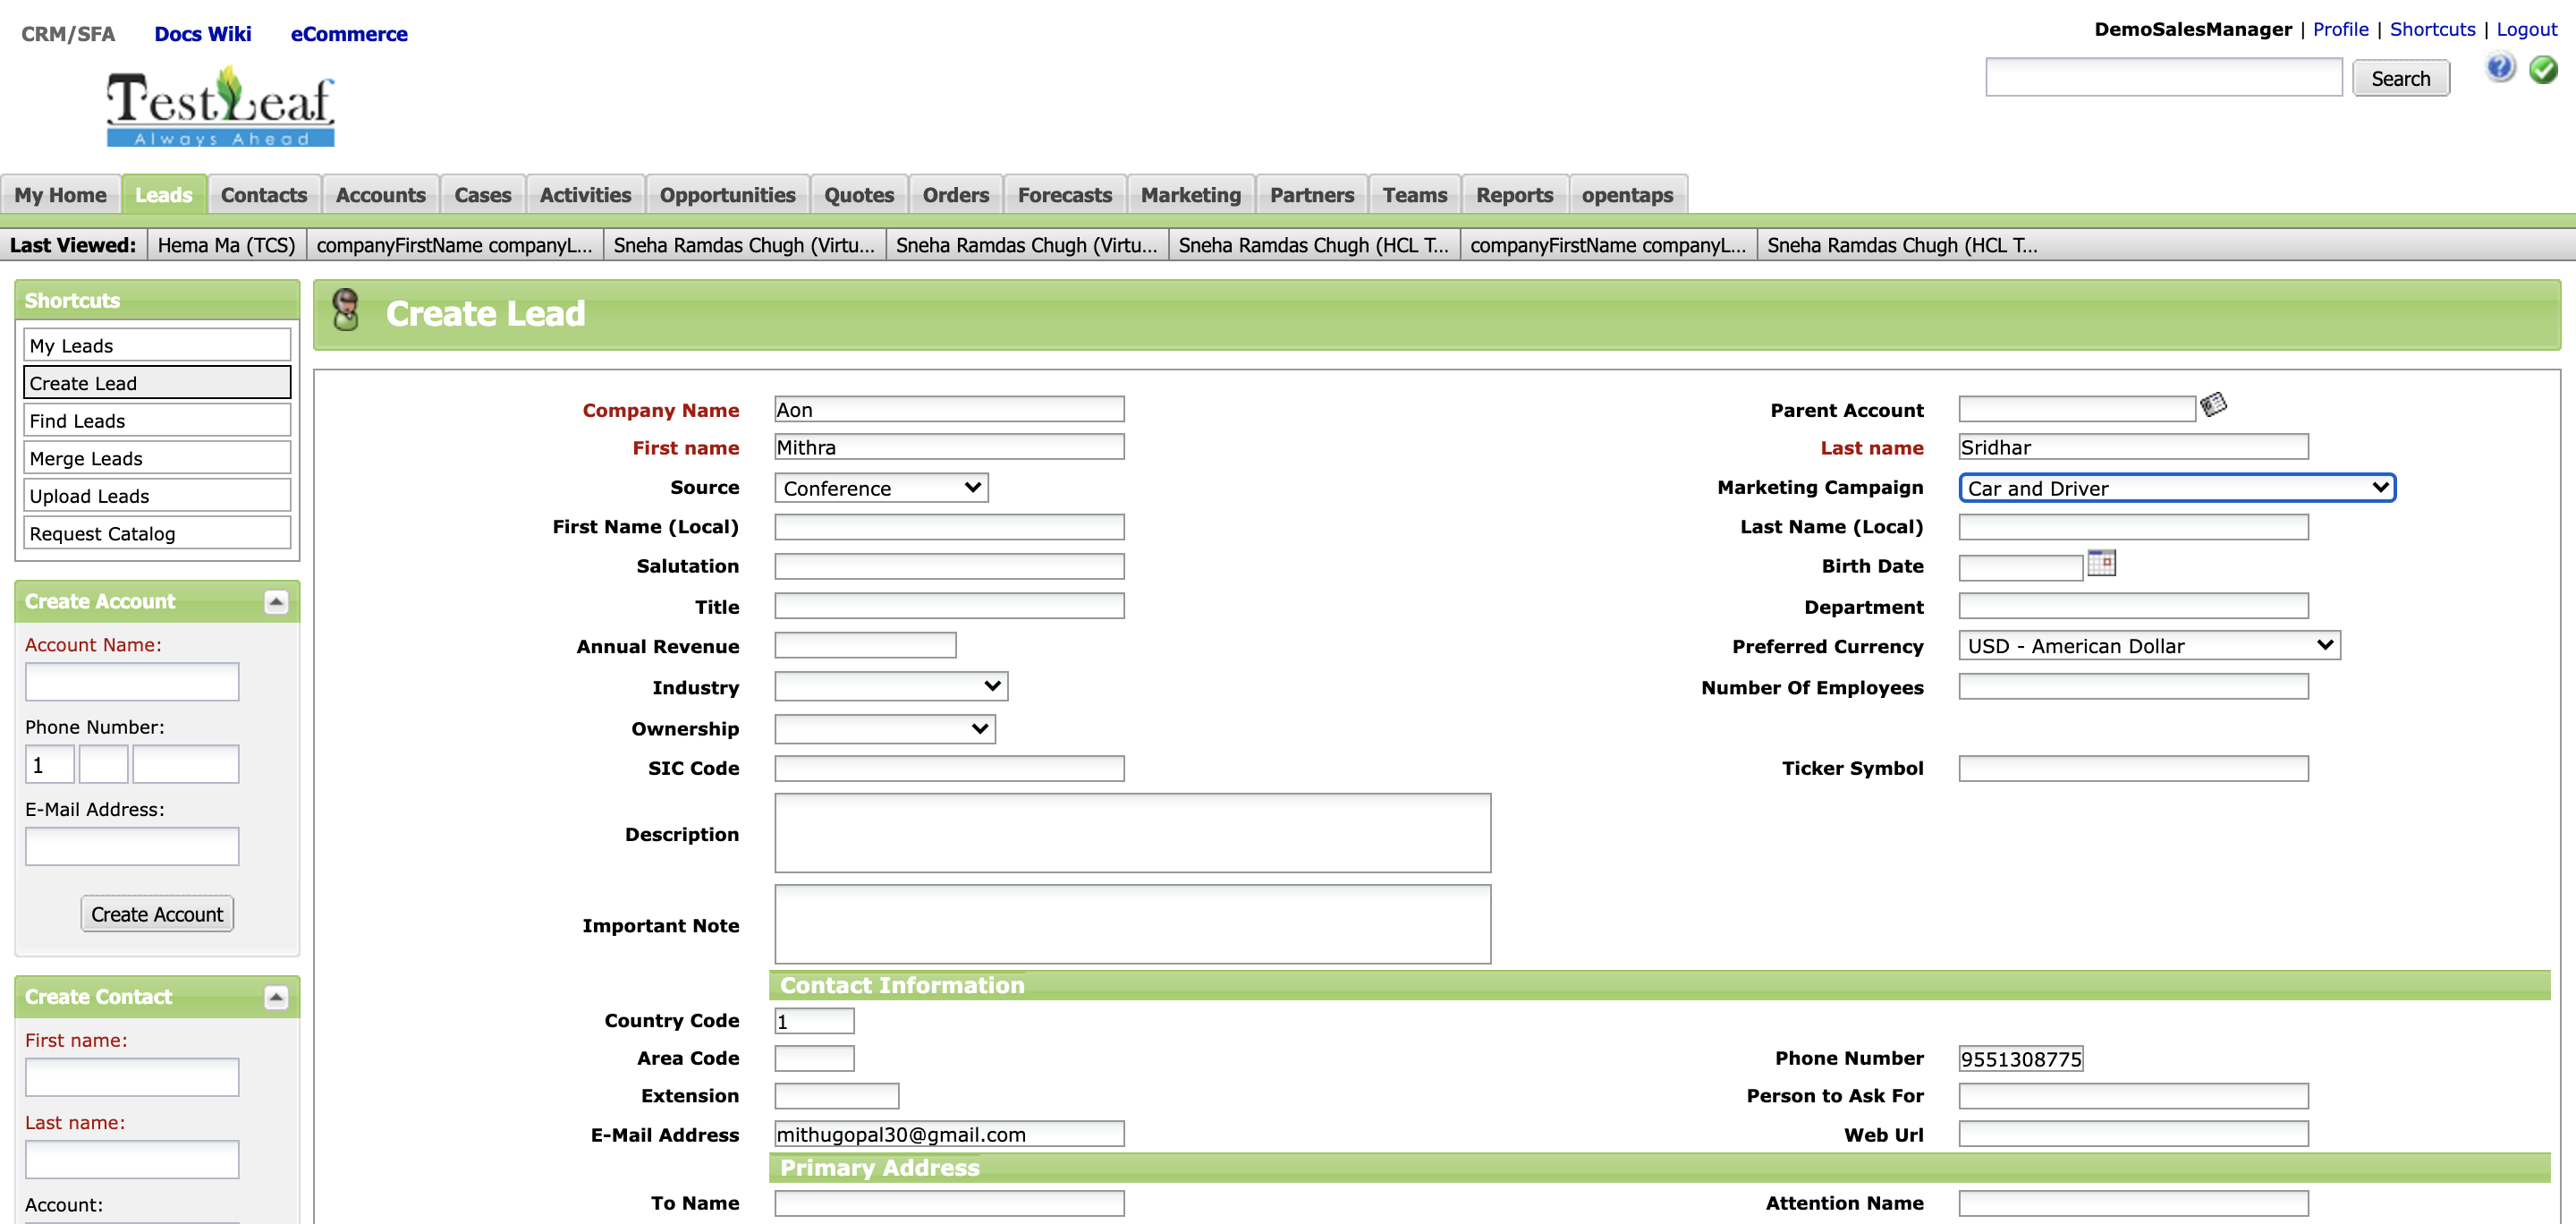 CRM/SFA Docs Wiki eCommerce
DemoSalesManager | Profile | Shortcuts | Logout
TestLeaf
Always Ahead
Search
My Home Leads Contacts Accounts Cases Activities Opportunities Quotes Orders Forecasts Marketing Partners Teams Reports opentaps
Last Viewed: Hema Ma (TCS) companyFirstName companyL... Sneha Ramdas Chugh (Virtu... Sneha Ramdas Chugh (Virtu... Sneha Ramdas Chugh (HCL T... companyFirstName companyL... Sneha Ramdas Chugh (HCL T...
Shortcuts
My Leads
Create Lead
Find Leads
Merge Leads
Upload Leads
Request Catalog
Create Account
Account Name:
Phone Number:
1
E-Mail Address:
Create Account
Create Contact
First name:
Last name:
Account:
Create Lead
Company Name Aon Parent Account
First name Mithra Last name Sridhar
Source Conference Marketing Campaign Car and Driver
First Name (Local) Last Name (Local)
Salutation Birth Date
Title Department
Annual Revenue Preferred Currency USD - American Dollar
Industry Number Of Employees
Ownership
SIC Code Ticker Symbol
Description
Important Note
Contact Information
Country Code 1
Area Code Phone Number 9551308775
Extension Person to Ask For
E-Mail Address mithugopal30@gmail.com Web Url
Primary Address
To Name Attention Name